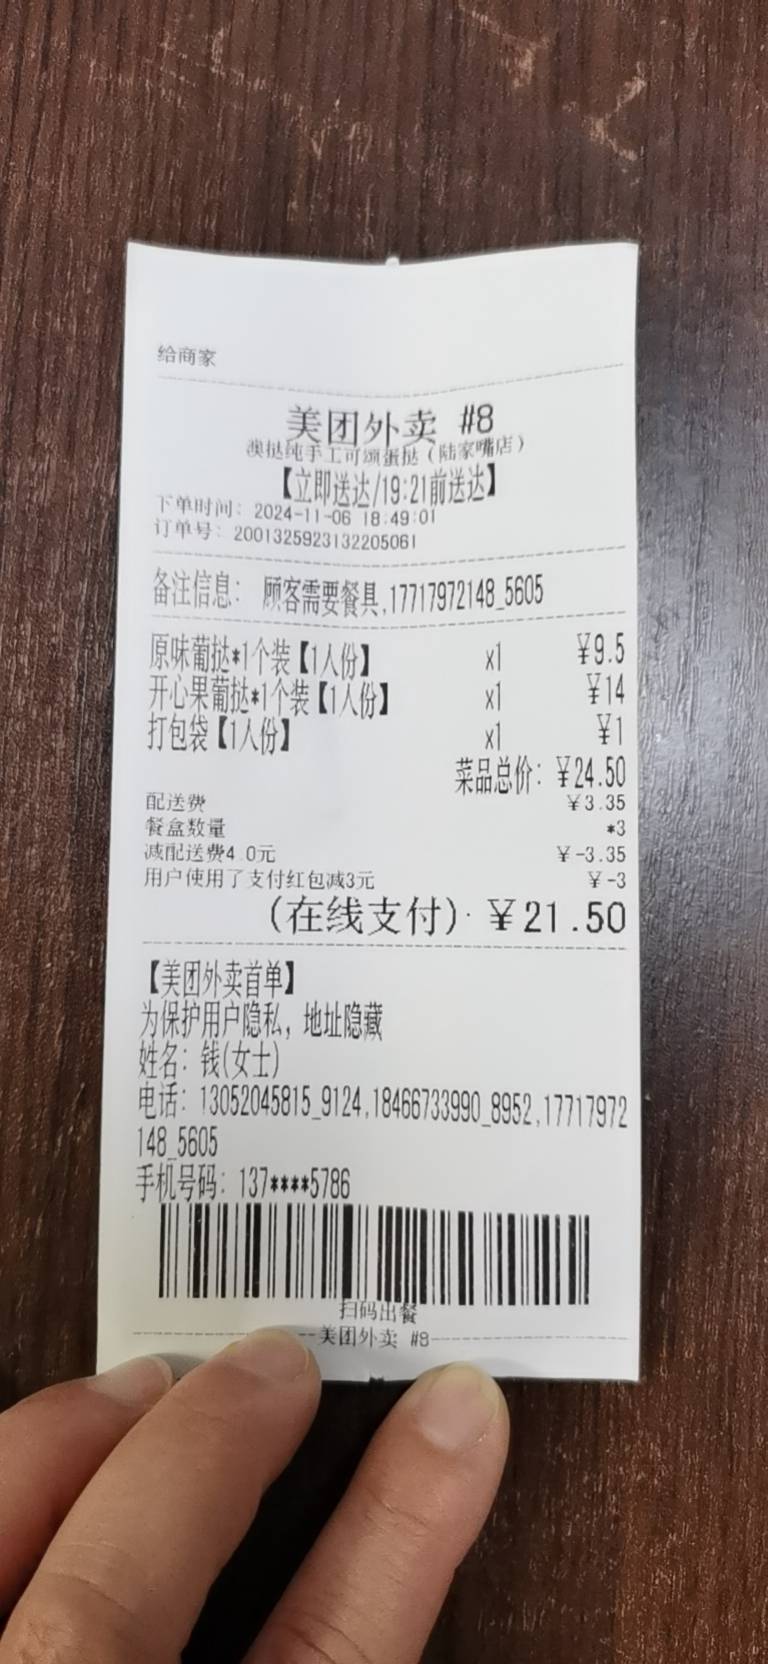 给商家
美团外卖 #8
澳挞纯手工可颂蛋挞（陆家嘴店）
【立即送达/19:21前送达】
下单时间：2024-11-06 18:49:01
订单号：2001325923132205061
备注信息： 顾客需要餐具,17717972148_5605
原味葡挞*1个装【1人份】 x1 ¥9.5
开心果葡挞*1个装【1人份】 x1 ¥14
打包袋【1人份】 x1 ¥1
菜品总价：¥24.50
配送费 ¥3.35
餐盒数量 *3
减配送费4.0元 ¥-3.35
用户使用了支付红包减3元 ¥-3
(在线支付)·¥21.50
【美团外卖首单】
为保护用户隐私，地址隐藏
姓名：钱(女士)
电话：13052045815_9124,18466733990_8952,17717972
148_5605
手机号码：137****5786
扫码出餐
美团外卖 #8